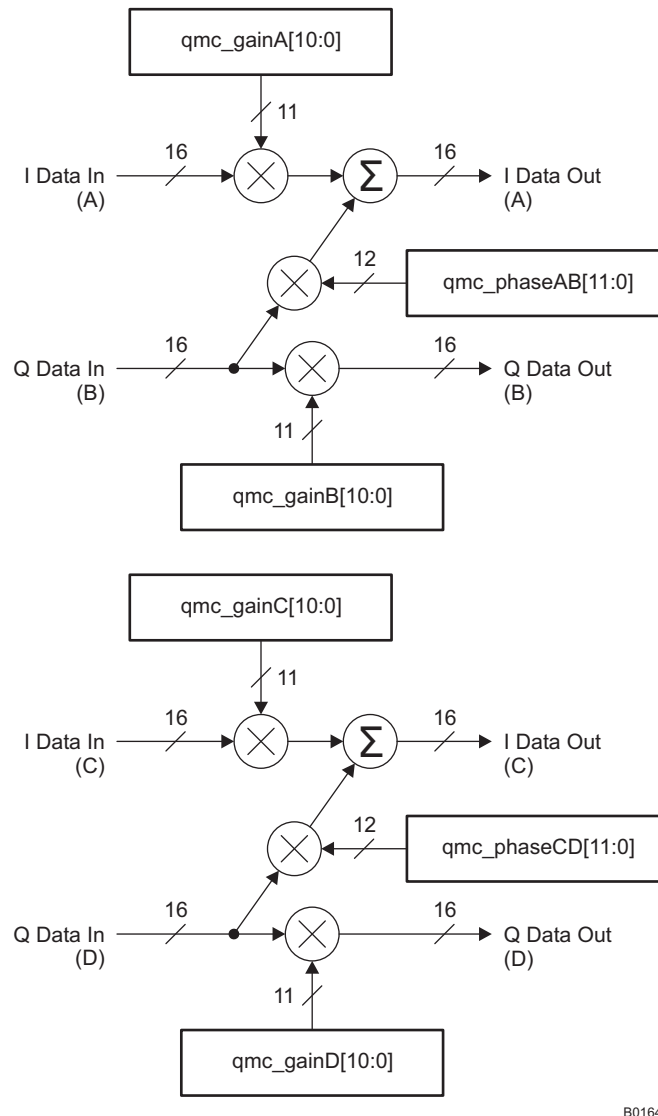 qmc_gainA[10:0]
11
I Data In
(A)
16
Σ
16
I Data Out
(A)
12
qmc_phaseAB[11:0]
Q Data In
(B)
16
16
Q Data Out
(B)
11
qmc_gainB[10:0]
qmc_gainC[10:0]
11
I Data In
(C)
16
Σ
16
I Data Out
(C)
12
qmc_phaseCD[11:0]
Q Data In
(D)
16
16
Q Data Out
(D)
11
qmc_gainD[10:0]